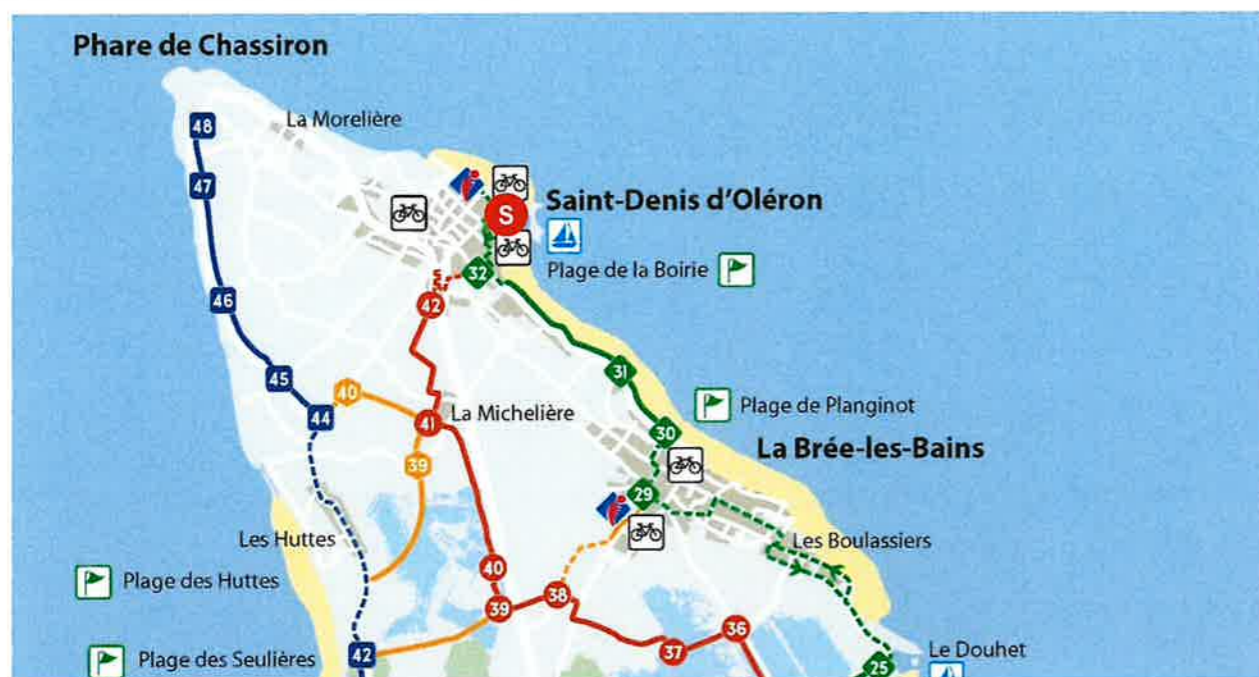 Phare de Chassiron
La Morelière
48
47
S
Saint-Denis d'Oléron
Plage de la Boirie
32
46
42
31
45
40
44
41
La Michelière
Plage de Planginot
30
La Brée-les-Bains
39
29
Les Huttes
Les Boulassiers
Plage des Huttes
40
38
39
36
37
Le Douhet
Plage des Seulières
42
25